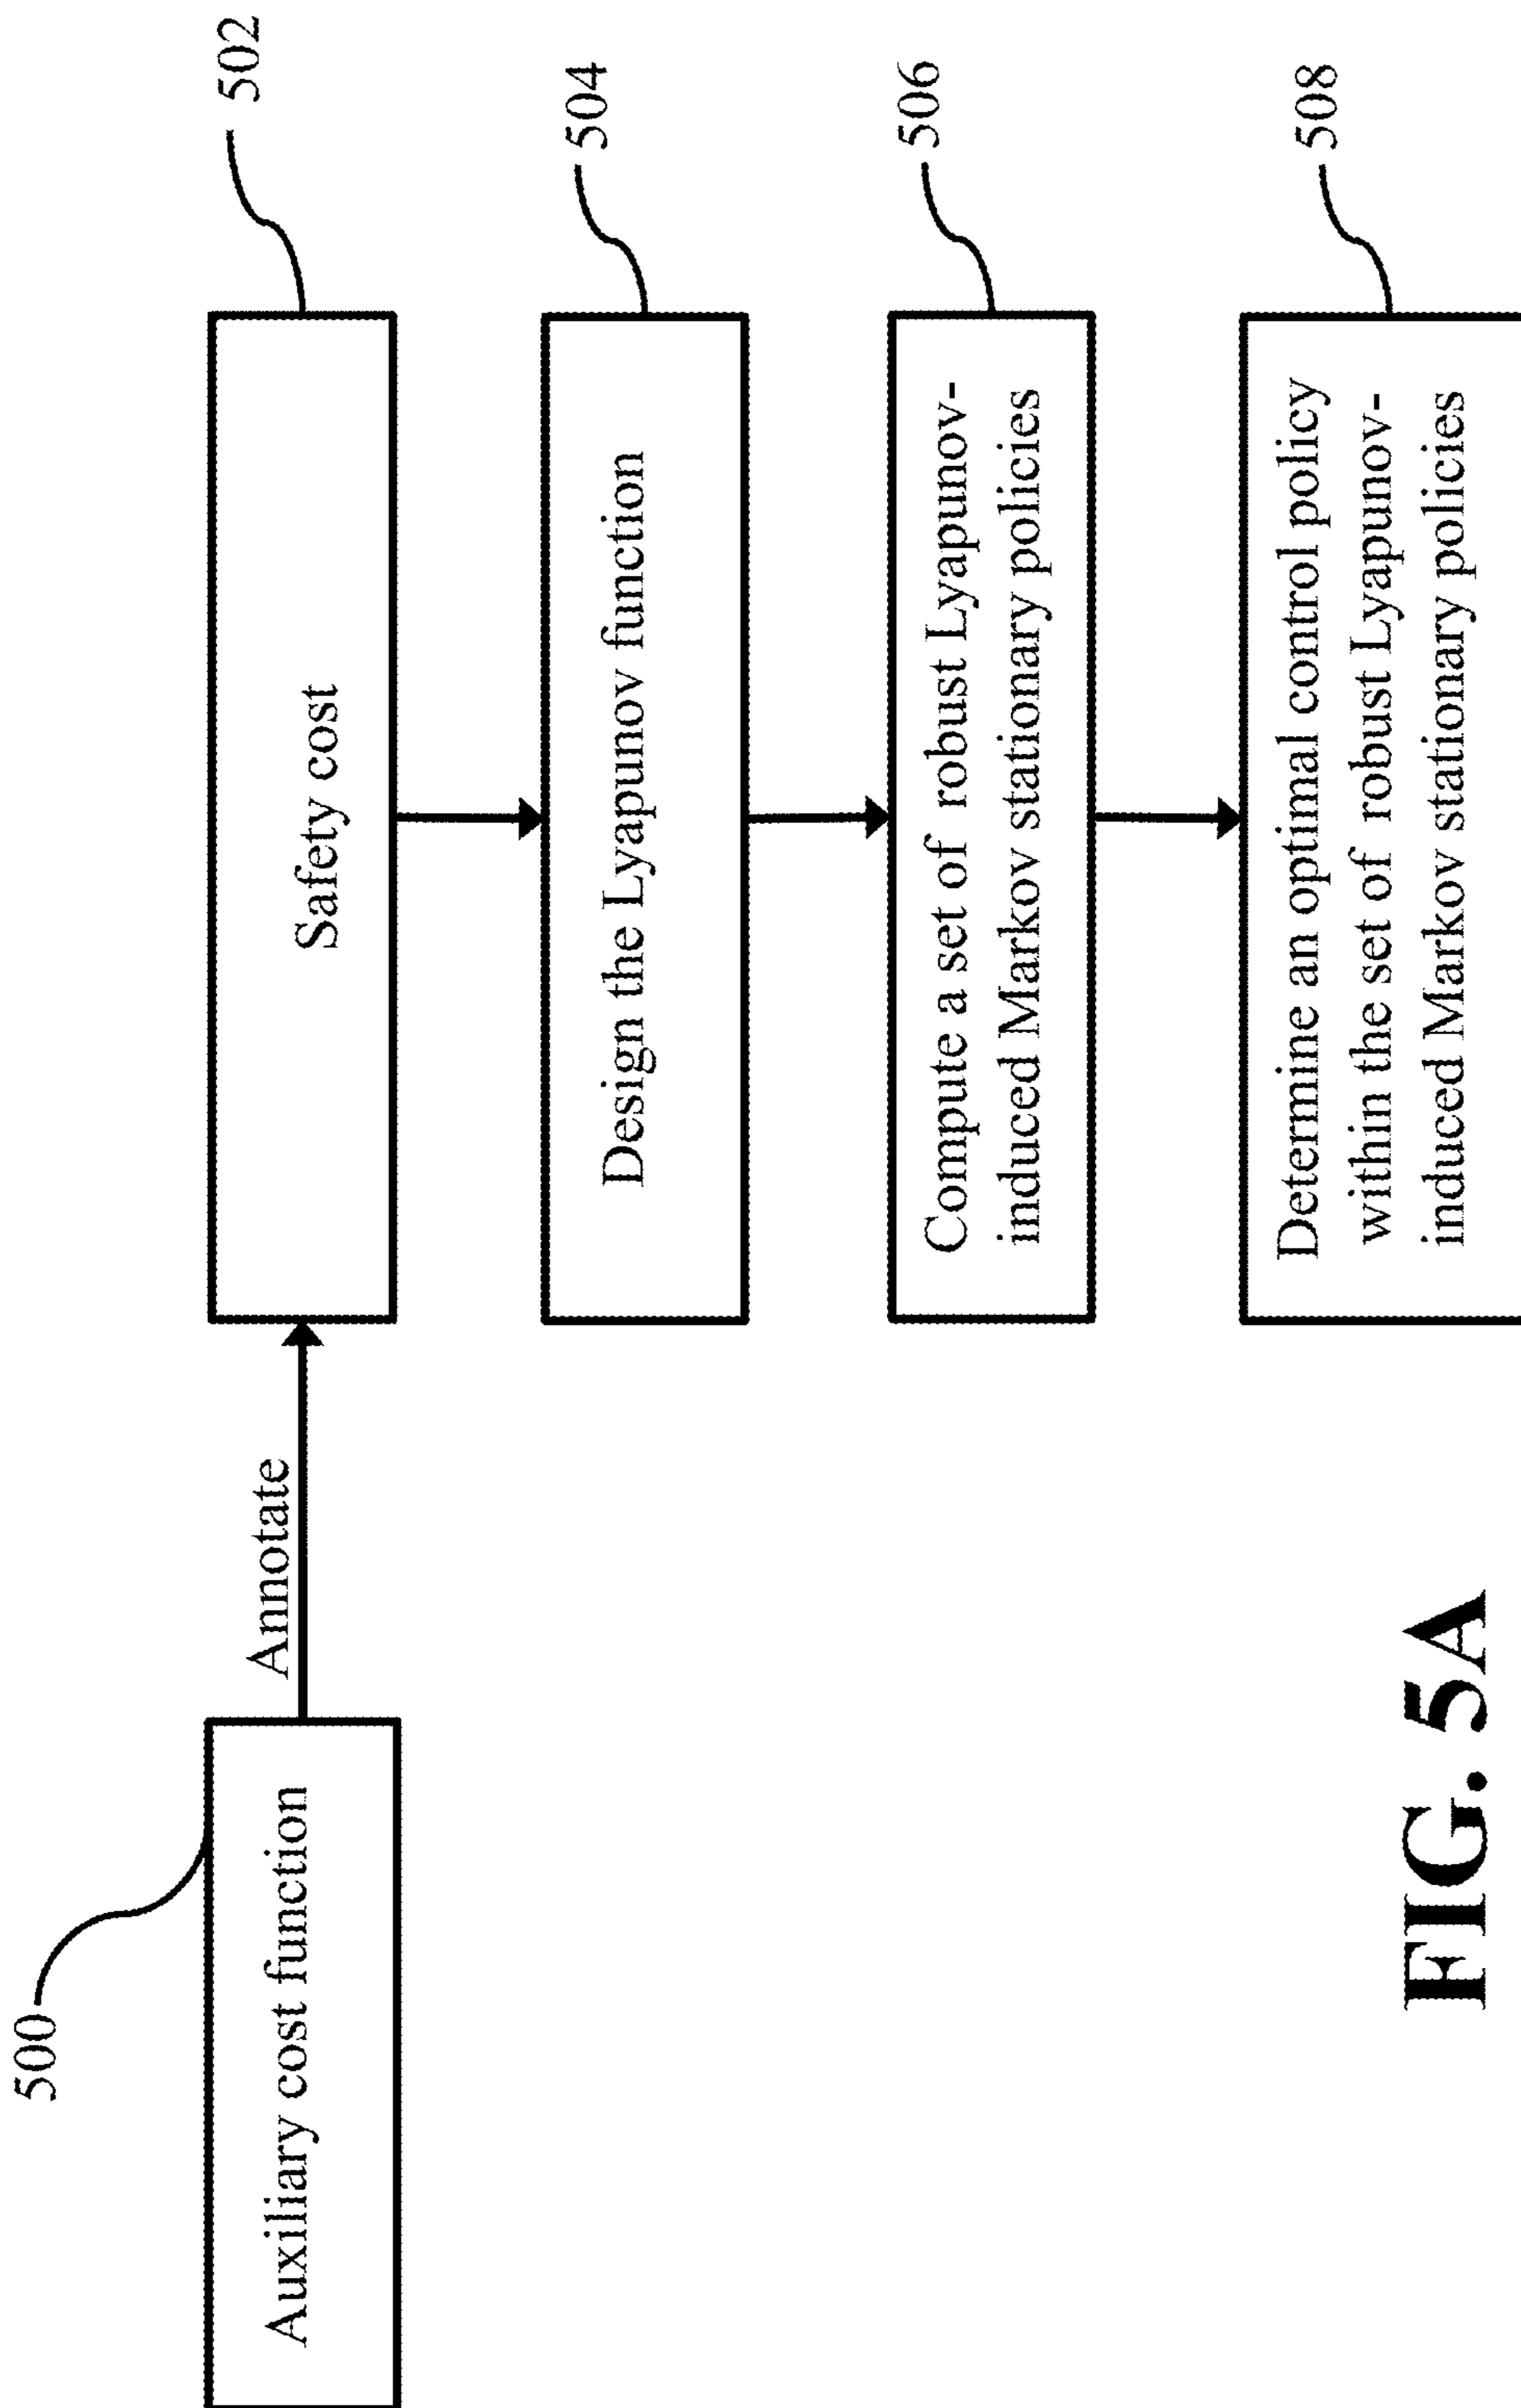 500
Auxiliary cost function
Annotate
502
Safety cost
504
Design the Lyapunov function
506
Compute a set of robust Lyapunov-
induced Markov stationary policies
508
Determine an optimal control policy
within the set of robust Lyapunov-
induced Markov stationary policies
FIG. 5A